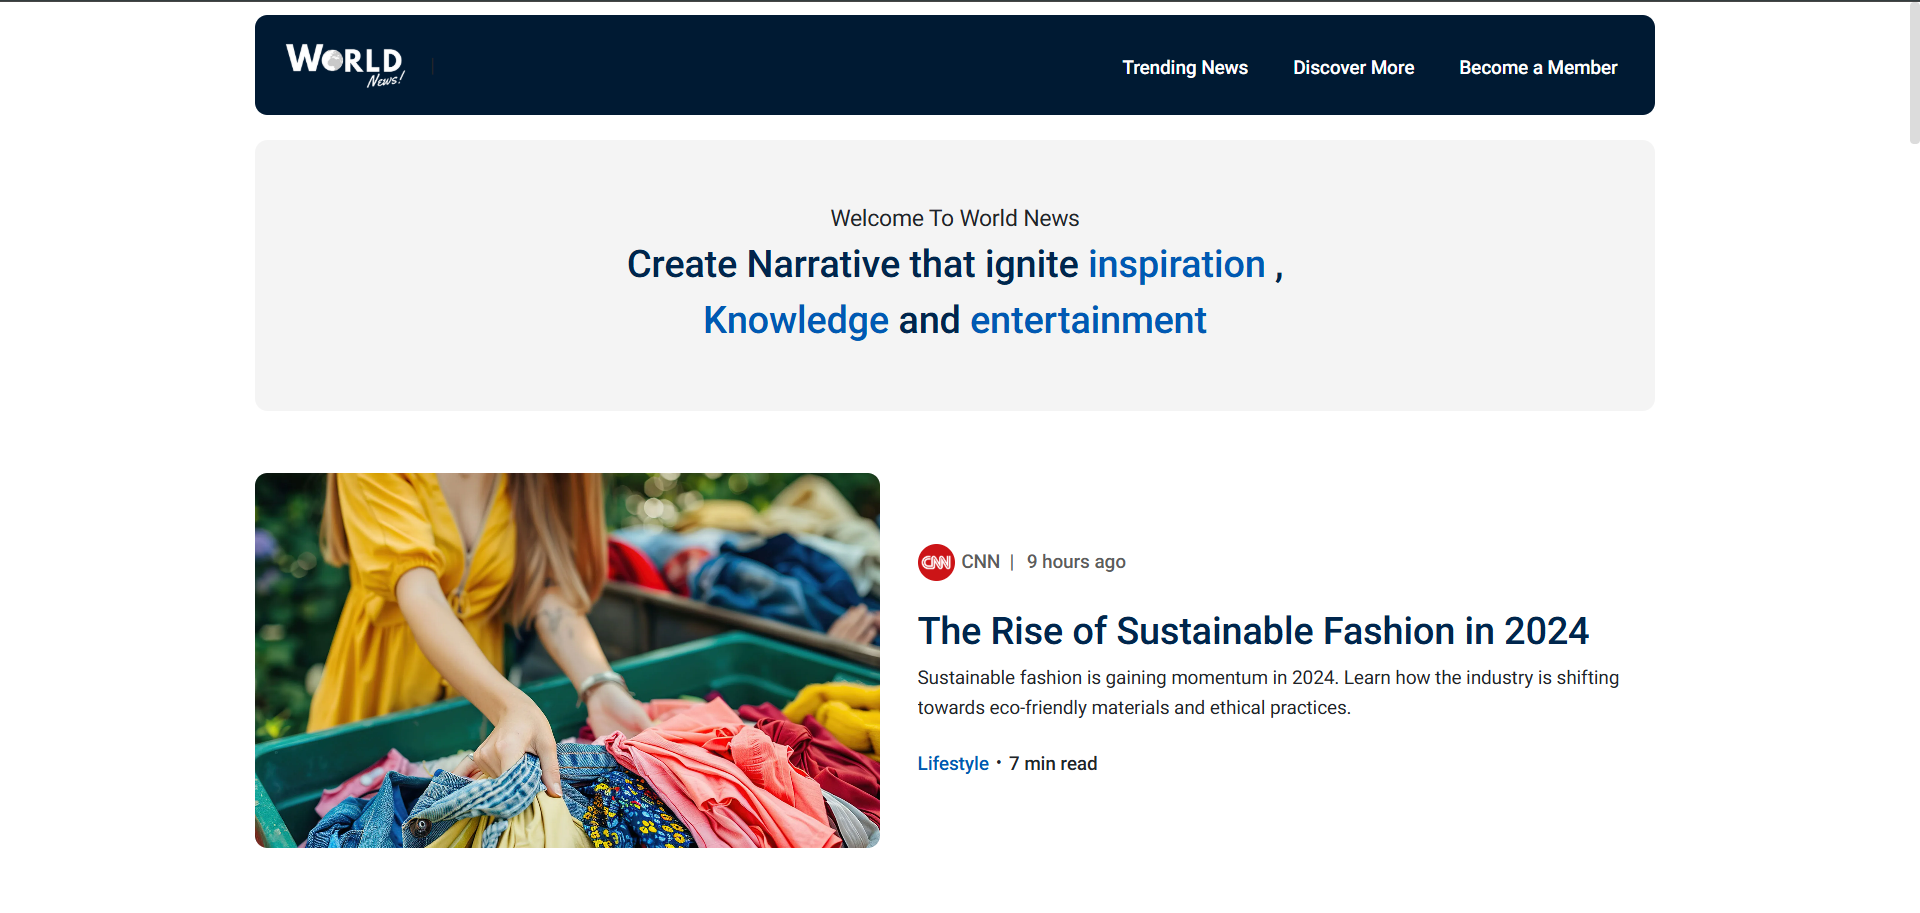 WORLD
News!
Trending News
Discover More
Become a Member
Welcome To World News
Create Narrative that ignite inspiration ,
Knowledge and entertainment
CNN CNN | 9 hours ago
The Rise of Sustainable Fashion in 2024
Sustainable fashion is gaining momentum in 2024. Learn how the industry is shifting
towards eco-friendly materials and ethical practices.
Lifestyle • 7 min read